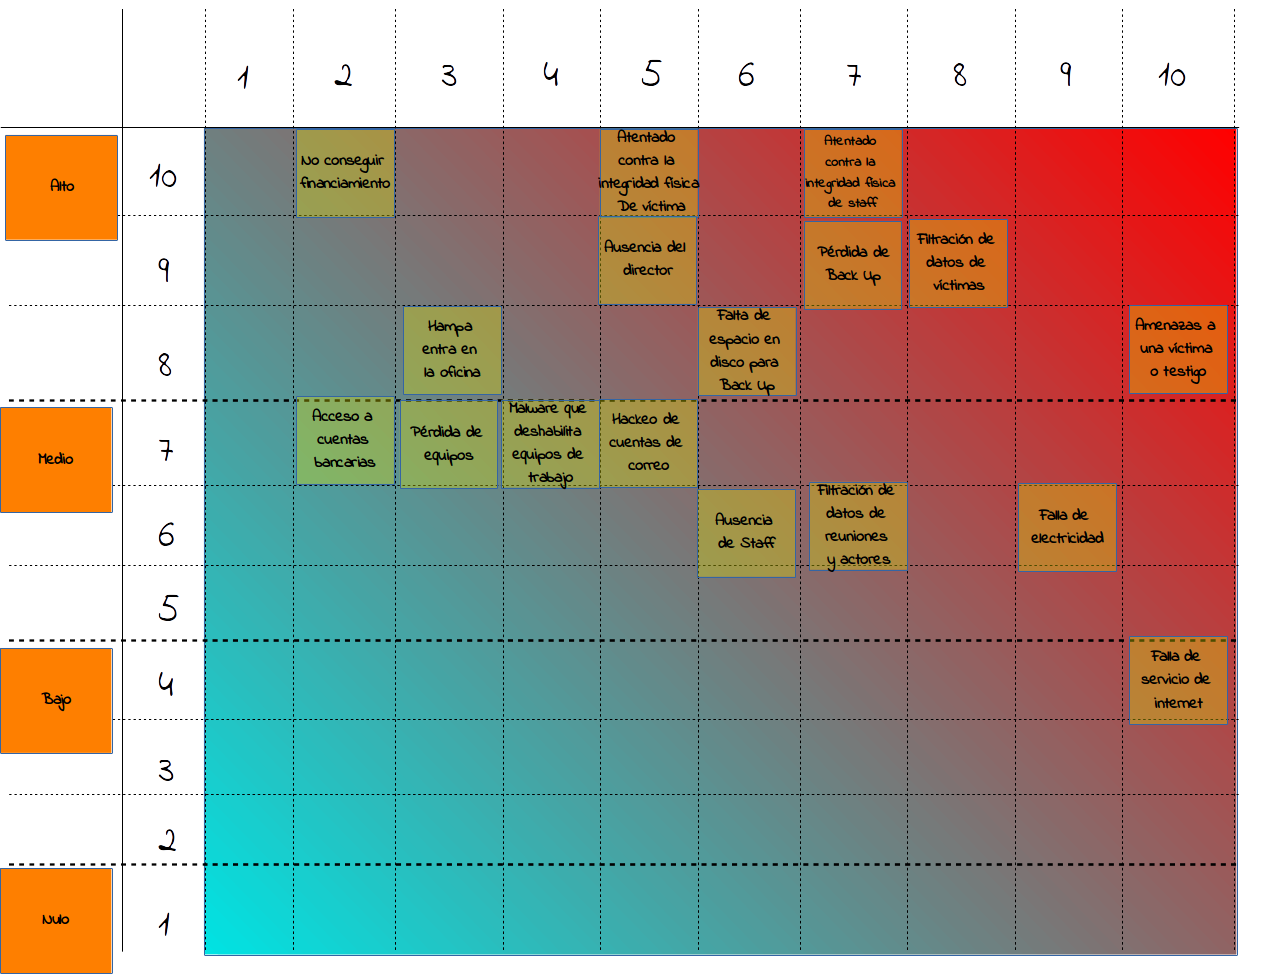 1 2 3 4 5 6 7 8 9 10
Alto
10
No conseguir
financiamiento
Atentado
contra la
integridad física
De víctima
Atentado
contra la
integridad física
de staff
9
Ausencia del
director
Pérdida de
Back Up
Filtración de
datos de
víctimas
8
Hampa
entra en
la oficina
Falta de
espacio en
disco para
Back Up
Amenazas a
una víctima
o testigo
Medio
7
Acceso a
cuentas
bancarias
Pérdida de
equipos
Malware que
deshabilita
equipos de
trabajo
Hackeo de
cuentas de
correo
6
Ausencia
de Staff
Filtración de
datos de
reuniones
y actores
Falla de
electricidad
5
Bajo
4
Falla de
servicio de
internet
3
2
Nulo
1